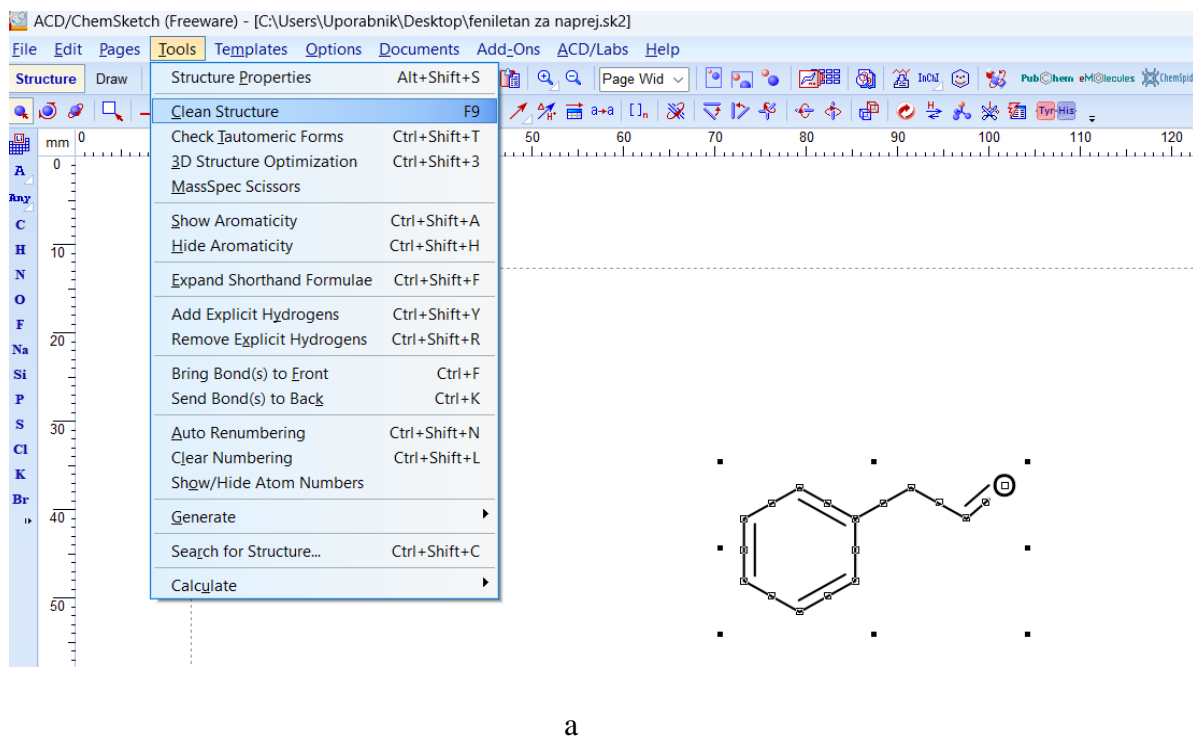 ACD/ChemSketch (Freeware) - [C:\Users\Uporabnik\Desktop\feniletan za naprej.sk2]
File Edit Pages Tools Templates Options Documents Add-Ons ACD/Labs Help
Structure Draw Page Wid InChI PubChem eMolecules
a↔a []n H Tyr His
mm 0 50 60 70 80 90 100 110 120
Structure Properties Alt+Shift+S
Clean Structure F9
Check Tautomeric Forms Ctrl+Shift+T
3D Structure Optimization Ctrl+Shift+3
MassSpec Scissors
Show Aromaticity Ctrl+Shift+A
Hide Aromaticity Ctrl+Shift+H
Expand Shorthand Formulae Ctrl+Shift+F
Add Explicit Hydrogens Ctrl+Shift+Y
Remove Explicit Hydrogens Ctrl+Shift+R
Bring Bond(s) to Front Ctrl+F
Send Bond(s) to Back Ctrl+K
Auto Renumbering Ctrl+Shift+N
Clear Numbering Ctrl+Shift+L
Show/Hide Atom Numbers
Generate
Search for Structure... Ctrl+Shift+C
Calculate
A
Any
C
H
N
O
F
Na
Si
P
S
Cl
K
Br
0
10
20
30
40
50
O
a